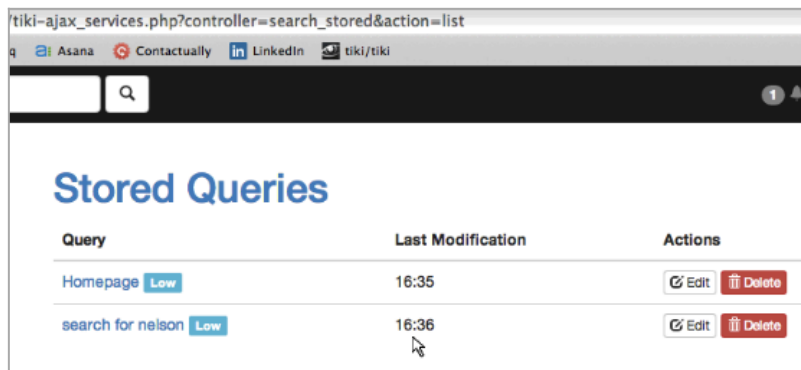 /tiki-ajax_services.php?controller=search_stored&action=list
q Asana Contactually LinkedIn tiki/tiki
1
Stored Queries
Query Last Modification Actions
Homepage Low 16:35 Edit Delete
search for nelson Low 16:36 Edit Delete